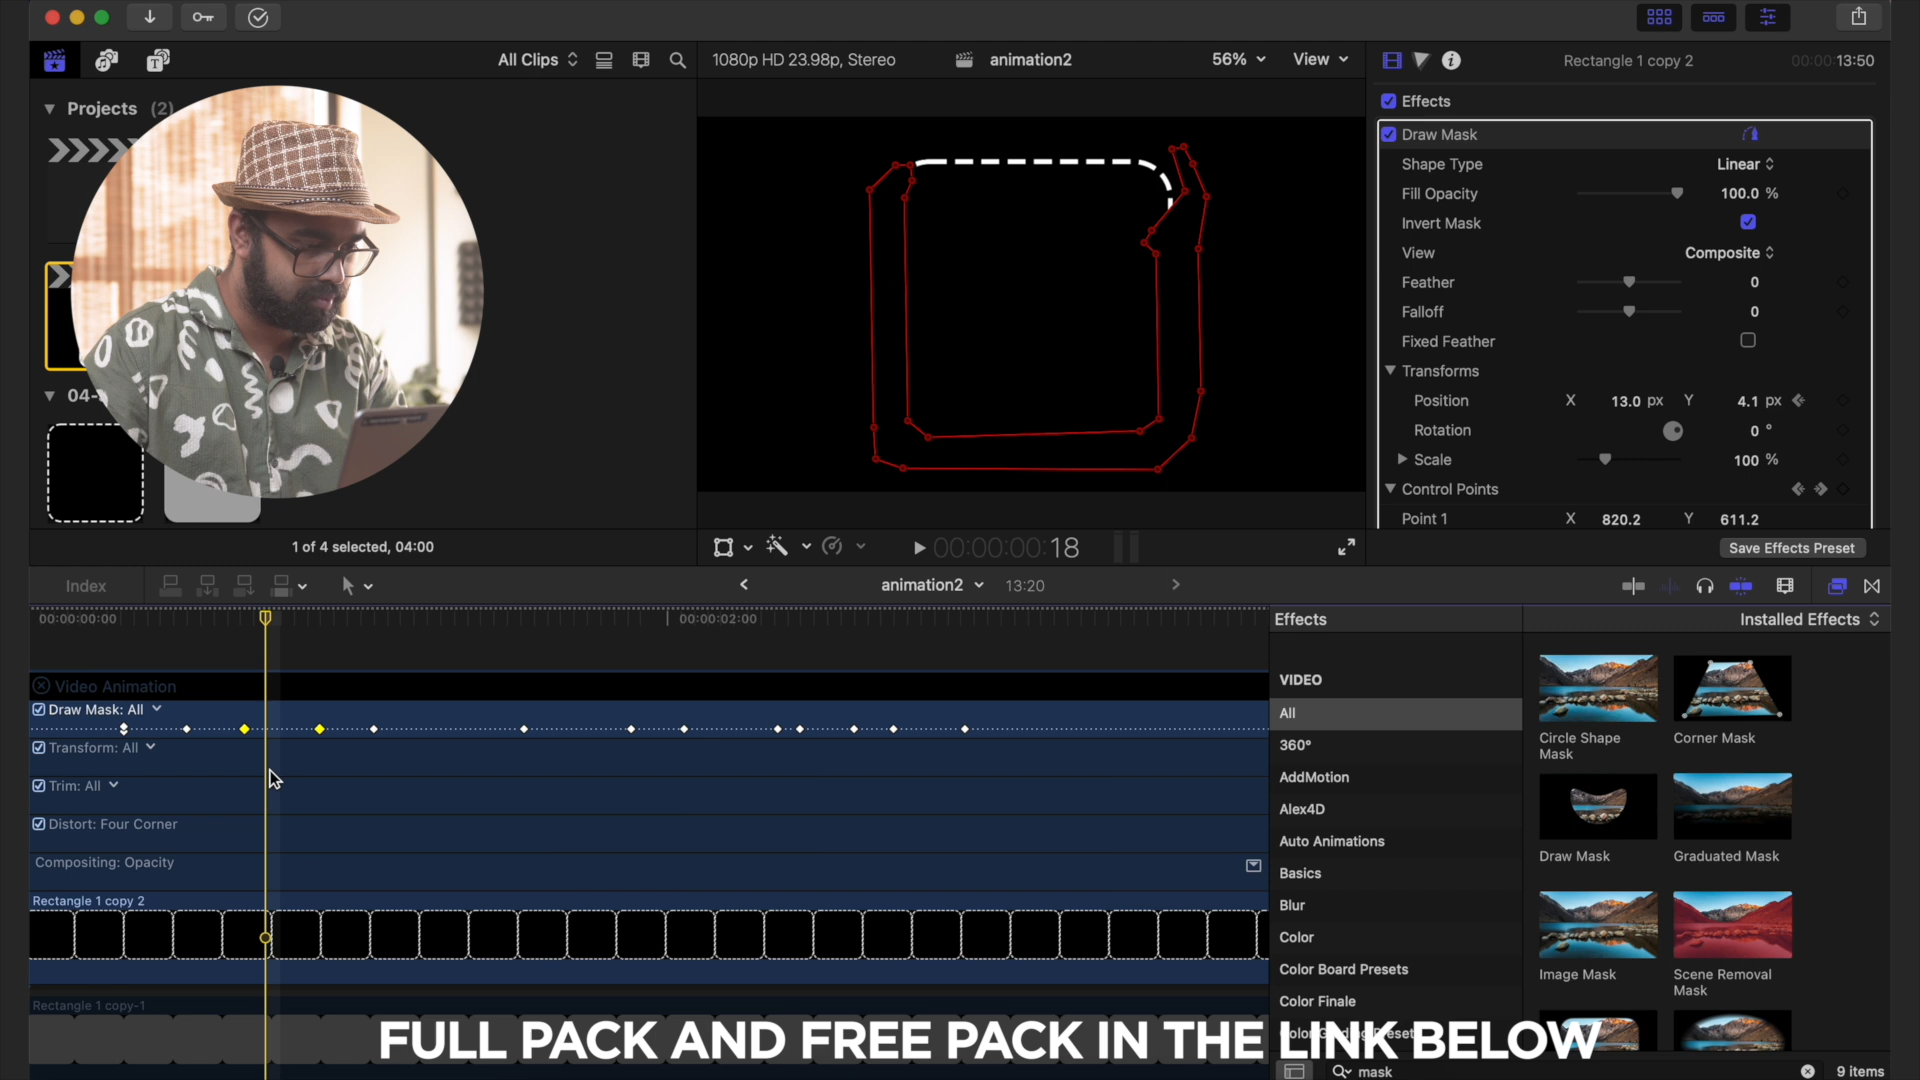 All Clips
1080p HD 23.98p, Stereo
animation2
56%
View
Rectangle 1 copy 2
00:00:13:50
Projects (2)
04-
1 of 4 selected, 04:00
00:00:00:18
Effects
Draw Mask
Shape Type Linear
Fill Opacity 100.0 %
Invert Mask
View Composite
Feather 0
Falloff 0
Fixed Feather
Transforms
Position X 13.0 px Y 4.1 px
Rotation 0 °
Scale 100 %
Control Points
Point 1 X 820.2 Y 611.2
Save Effects Preset
Index
animation2
13:20
00:00:00:00
00:00:02:00
Video Animation
Draw Mask: All
Transform: All
Trim: All
Distort: Four Corner
Compositing: Opacity
Rectangle 1 copy 2
Rectangle 1 copy-1
Effects
Installed Effects
VIDEO
All
360°
AddMotion
Alex4D
Auto Animations
Basics
Blur
Color
Color Board Presets
Color Finale
Circle Shape Mask
Corner Mask
Draw Mask
Graduated Mask
Image Mask
Scene Removal Mask
FULL PACK AND FREE PACK IN THE LINK BELOW
mask
9 items